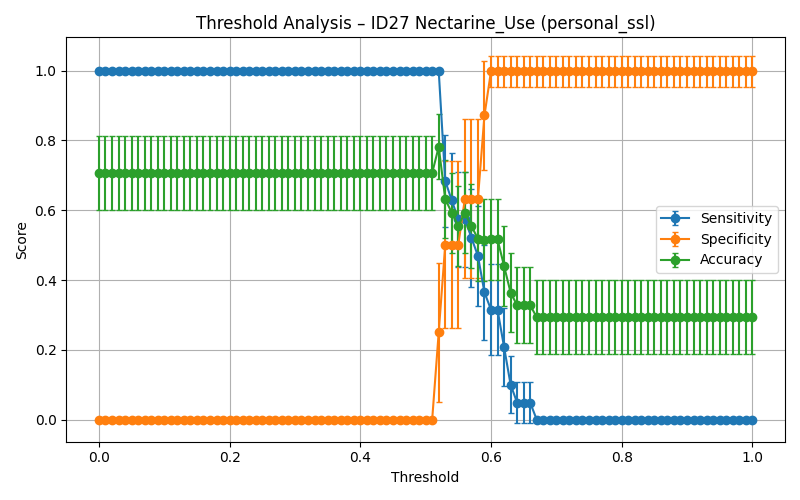 Threshold Analysis – ID27 Nectarine_Use (personal_ssl)
Score
1.0
0.8
0.6
0.4
0.2
0.0
Sensitivity
Specificity
Accuracy
0.0 0.2 0.4 0.6 0.8 1.0
Threshold